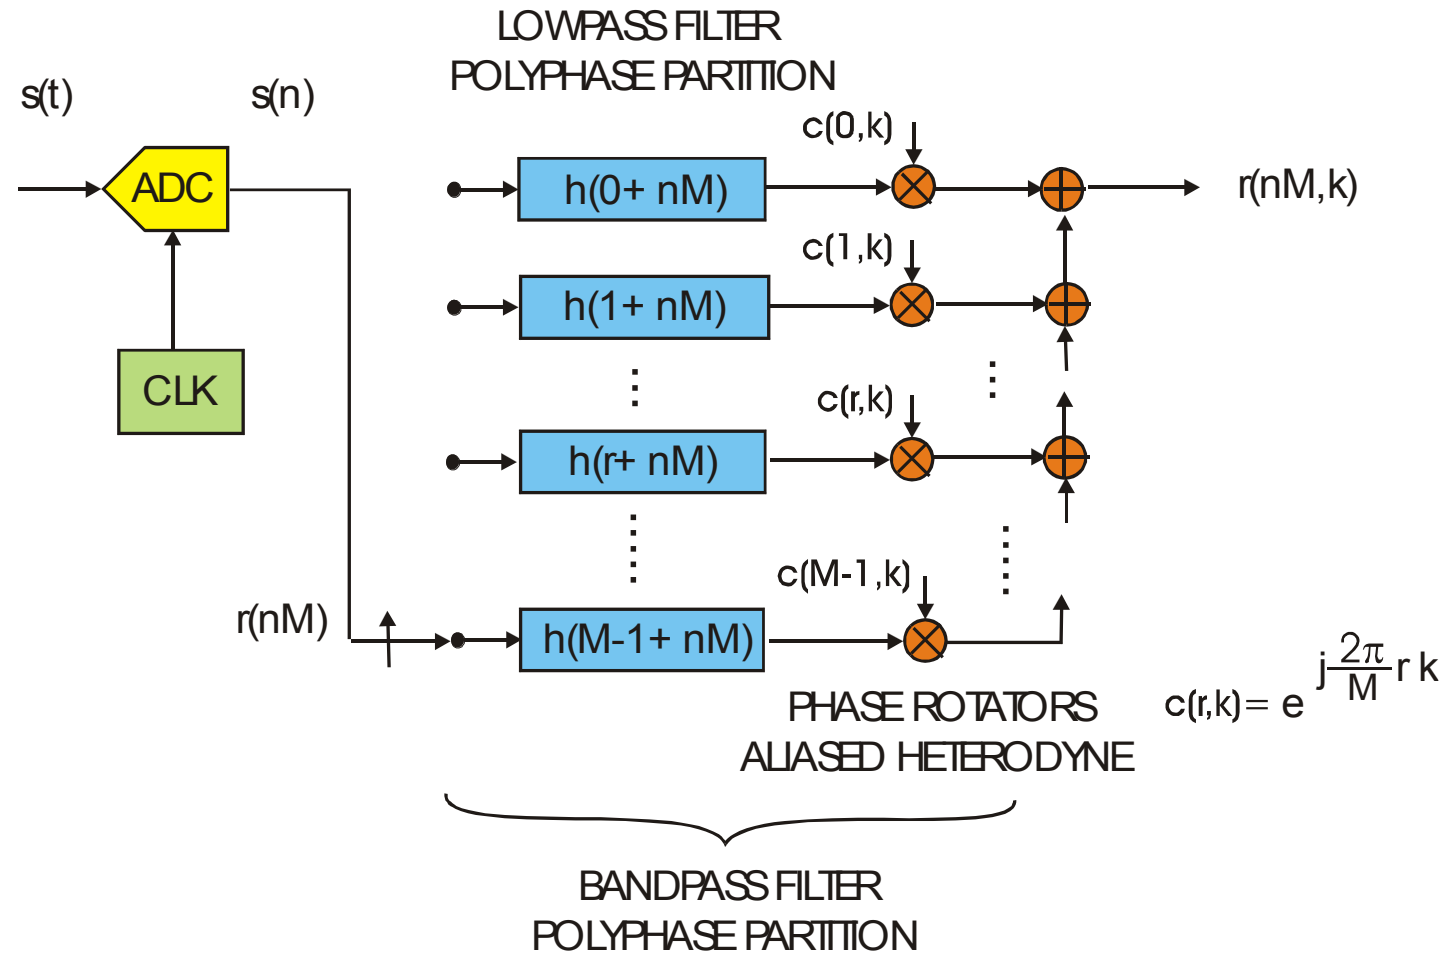 LOWPASS FILTER
POLYPHASE PARTITION
s(t)
s(n)
ADC
CLK
c(0,k)
h(0+ nM)
r(nM,k)
c(1,k)
h(1+ nM)
c(r,k)
h(r+ nM)
c(M-1,k)
r(nM)
h(M-1+ nM)
PHASE ROTATORS
ALIASED HETERODYNE
c(r,k)= e j 2π/M r k
BANDPASS FILTER
POLYPHASE PARTITION